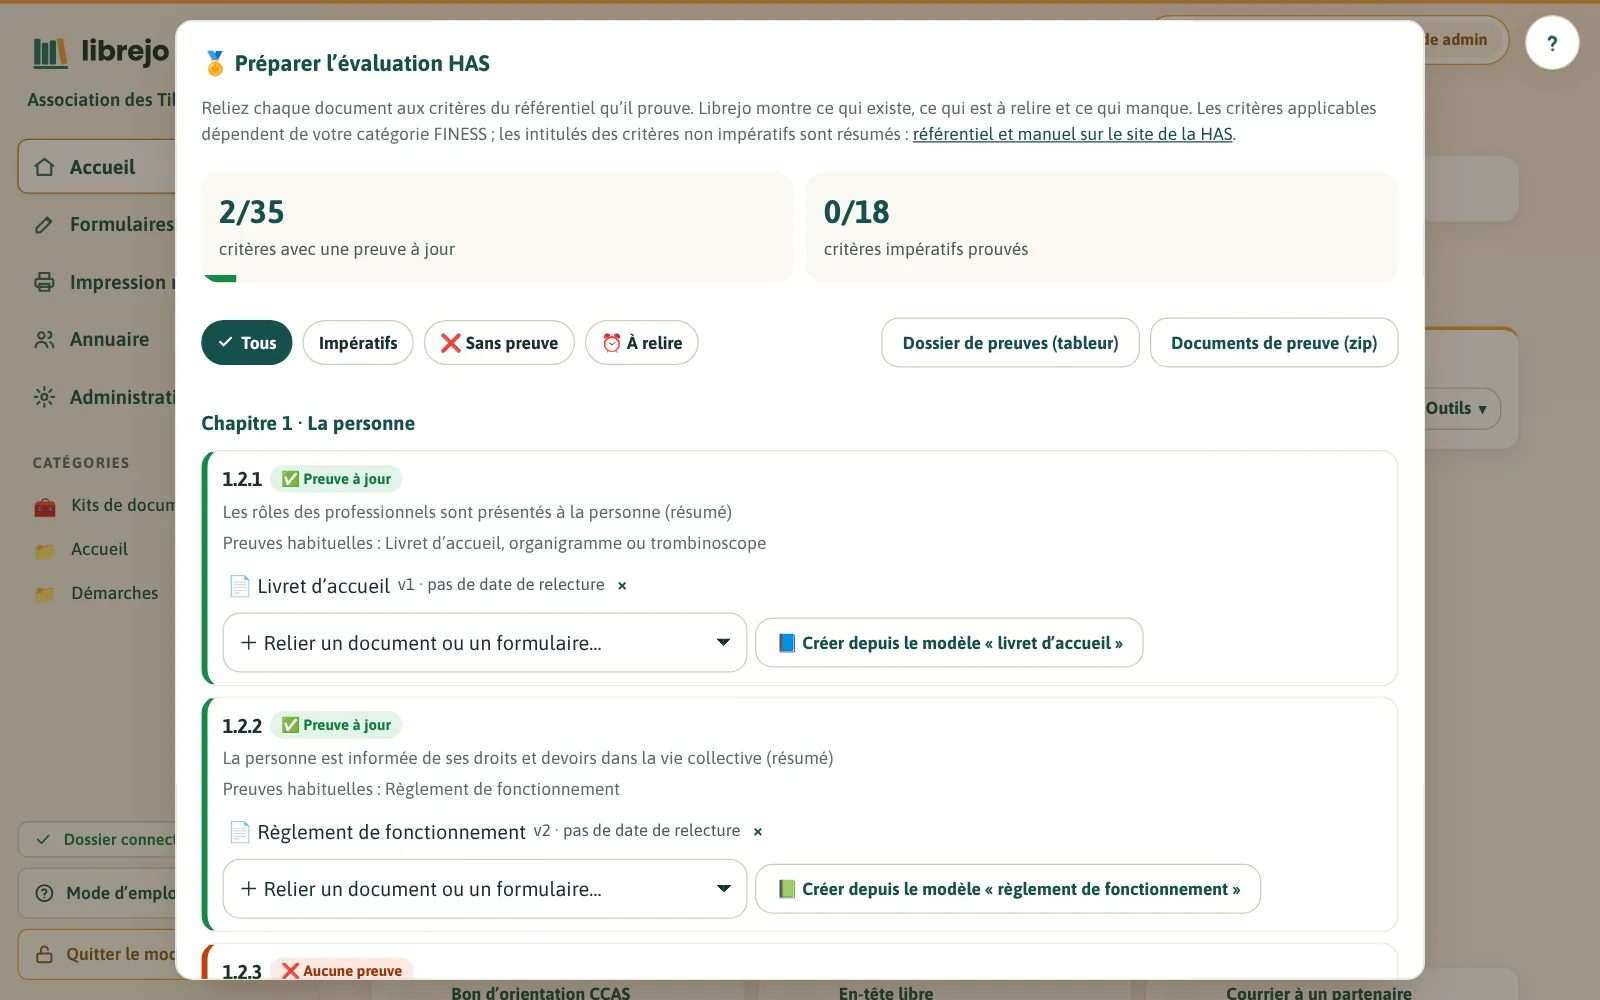 librejo
Association des Til
Accueil
Formulaires
Impression
Annuaire
Administrati
CATÉGORIES
Kits de docum
Accueil
Démarches
Dossier connect
Mode d’emplo
Quitter le mod
de admin
?
Outils ▾
🏅 Préparer l’évaluation HAS
Reliez chaque document aux critères du référentiel qu’il prouve. Librejo montre ce qui existe, ce qui est à relire et ce qui manque. Les critères applicables
dépendent de votre catégorie FINESS ; les intitulés des critères non impératifs sont résumés : référentiel et manuel sur le site de la HAS.
2/35
critères avec une preuve à jour
0/18
critères impératifs prouvés
✓ Tous
Impératifs
❌ Sans preuve
⏰ À relire
Dossier de preuves (tableur)
Documents de preuve (zip)
Chapitre 1 · La personne
1.2.1 ✅ Preuve à jour
Les rôles des professionnels sont présentés à la personne (résumé)
Preuves habituelles : Livret d’accueil, organigramme ou trombinoscope
📄 Livret d’accueil v1 · pas de date de relecture ×
+ Relier un document ou un formulaire…
📘 Créer depuis le modèle « livret d’accueil »
1.2.2 ✅ Preuve à jour
La personne est informée de ses droits et devoirs dans la vie collective (résumé)
Preuves habituelles : Règlement de fonctionnement
📄 Règlement de fonctionnement v2 · pas de date de relecture ×
+ Relier un document ou un formulaire…
📗 Créer depuis le modèle « règlement de fonctionnement »
1.2.3 ❌ Aucune preuve
Bon d’orientation CCAS
En-tête libre
Courrier à un partenaire